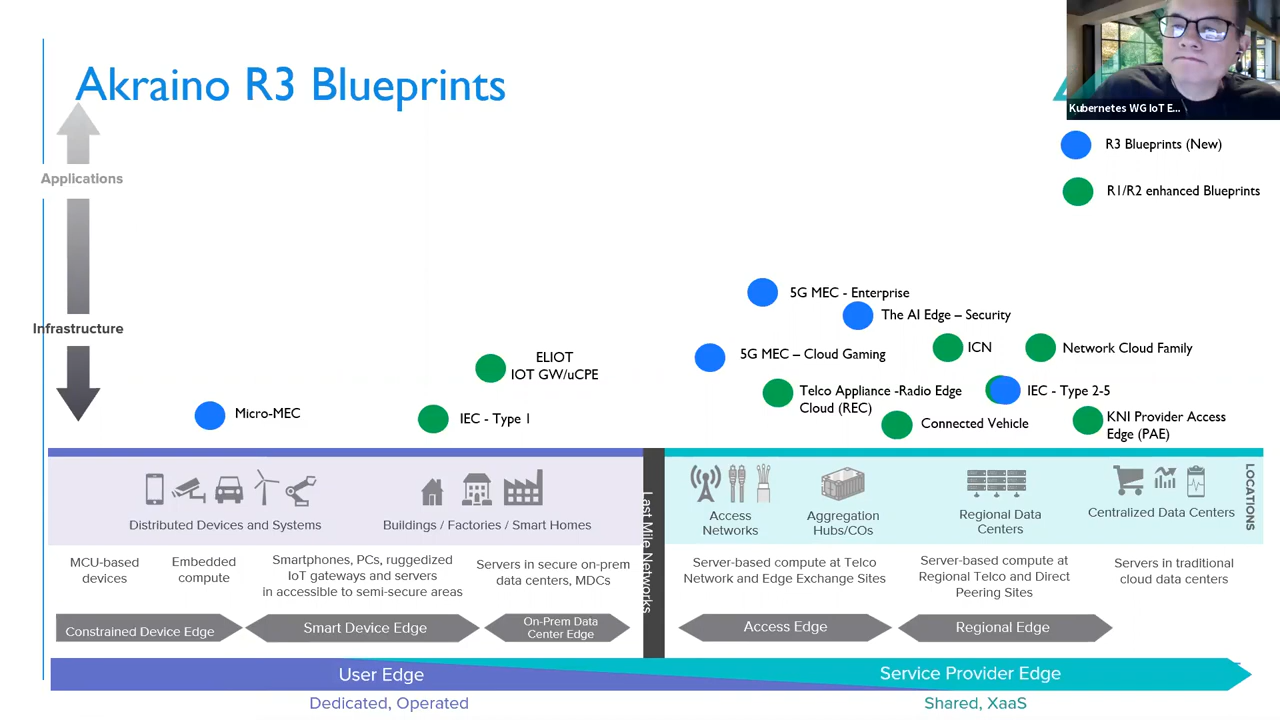 Akraino R3 Blueprints
Kubernetes WG IoT E...
R3 Blueprints (New)
R1/R2 enhanced Blueprints
Applications
Infrastructure
5G MEC - Enterprise
The AI Edge – Security
ICN
Network Cloud Family
5G MEC – Cloud Gaming
ELIOT
IOT GW/uCPE
Telco Appliance -Radio Edge
Cloud (REC)
IEC - Type 2-5
Micro-MEC
IEC - Type 1
Connected Vehicle
KNI Provider Access
Edge (PAE)
Distributed Devices and Systems
Buildings / Factories / Smart Homes
Last Mile Networks
Access
Networks
Aggregation
Hubs/COs
Regional Data
Centers
Centralized Data Centers
LOCATIONS
MCU-based
devices
Embedded
compute
Smartphones, PCs, ruggedized
IoT gateways and servers
in accessible to semi-secure areas
Servers in secure on-prem
data centers, MDCs
Server-based compute at Telco
Network and Edge Exchange Sites
Server-based compute at
Regional Telco and Direct
Peering Sites
Servers in traditional
cloud data centers
Constrained Device Edge
Smart Device Edge
On-Prem Data
Center Edge
Access Edge
Regional Edge
User Edge
Service Provider Edge
Dedicated, Operated
Shared, XaaS